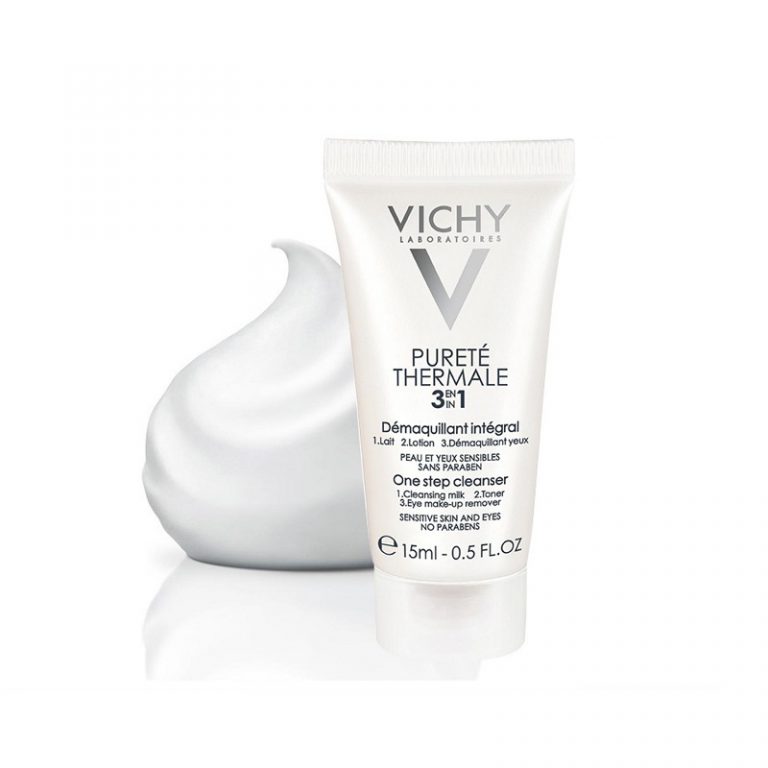 VICHY
LABORATOIRES
V
PURETÉ
THERMALE
3 EN IN 1
Démaquillant intégral
1.Lait 2.Lotion 3.Démaquillant yeux
PEAU ET YEUX SENSIBLES
SANS PARABEN
One step cleanser
1.Cleansing milk 2.Toner
3.Eye make-up remover
SENSITIVE SKIN AND EYES
NO PARABENS
e 15ml - 0.5 FL.OZ